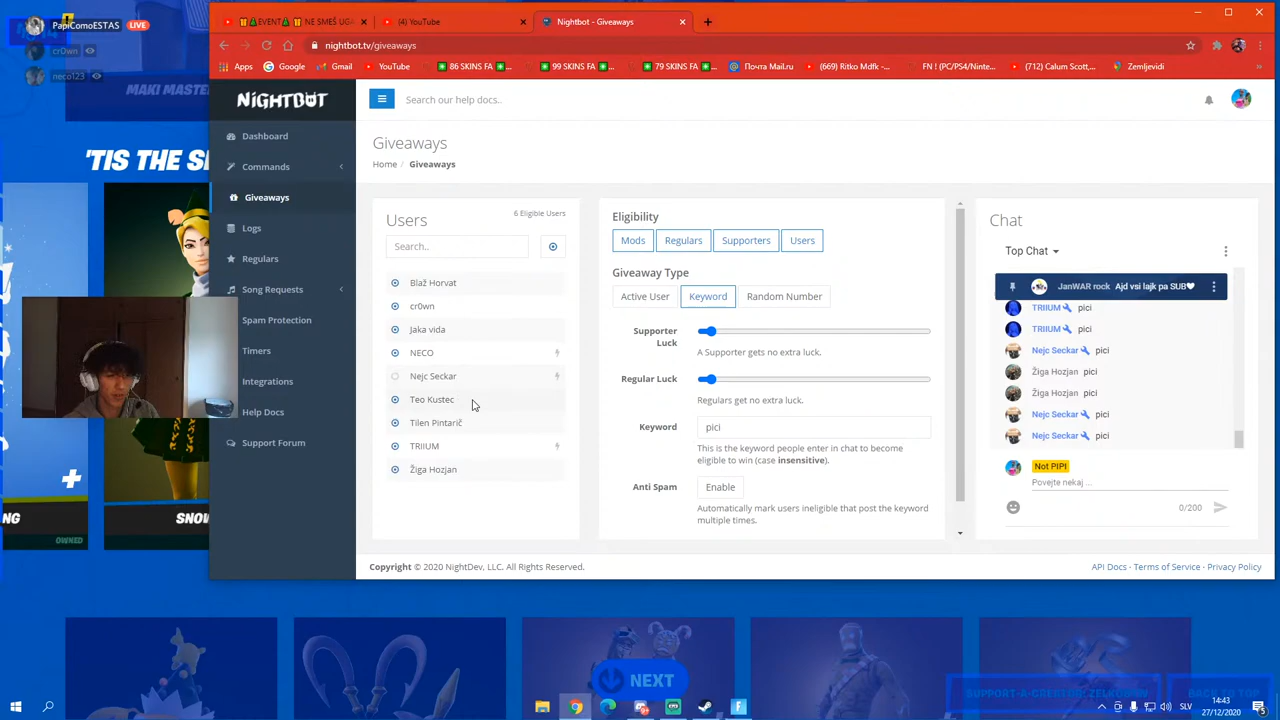 PapiComoESTAS LIVE
cr0wn
neco123
MAKI MASTER
'TIS THE S
NG
OWNED
SNOW
(4) YouTube
Nightbot - Giveaways
nightbot.tv/giveaways
Apps
Google
Gmail
YouTube
86 SKINS FA
99 SKINS FA
79 SKINS FA
@ Почта Mail.ru
(669) Ritko Mdfk -...
FN ! (PC/PS4/Ninte...
(712) Calum Scott,...
Zemljevidi
»
NIGHTBOT
Dashboard
Commands
Giveaways
Logs
Regulars
Song Requests
Spam Protection
Timers
Integrations
Help Docs
Support Forum
Search our help docs..
Giveaways
Home / Giveaways
Users
6 Eligible Users
Search..
Blaž Horvat
cr0wn
Jaka vida
NECO
Nejc Seckar
Teo Kustec
Tilen Pintarič
TRIIUM
Žiga Hozjan
Eligibility
Mods
Regulars
Supporters
Users
Giveaway Type
Active User
Keyword
Random Number
Supporter Luck
A Supporter gets no extra luck.
Regular Luck
Regulars get no extra luck.
Keyword
pici
This is the keyword people enter in chat to become
eligible to win (case insensitive).
Anti Spam
Enable
Automatically mark users ineligible that post the keyword
multiple times.
Chat
Top Chat
JanWAR rock Ajd vsi lajk pa SUB
TRIIUM pici
TRIIUM pici
Nejc Seckar pici
Žiga Hozjan pici
Žiga Hozjan pici
Nejc Seckar pici
Nejc Seckar pici
Not PIPI
Povejte nekaj ...
0/200
Copyright © 2020 NightDev, LLC. All Rights Reserved.
API Docs · Terms of Service · Privacy Policy
NEXT
BACK TO TOP
SLV
14:43
27/12/2020
5